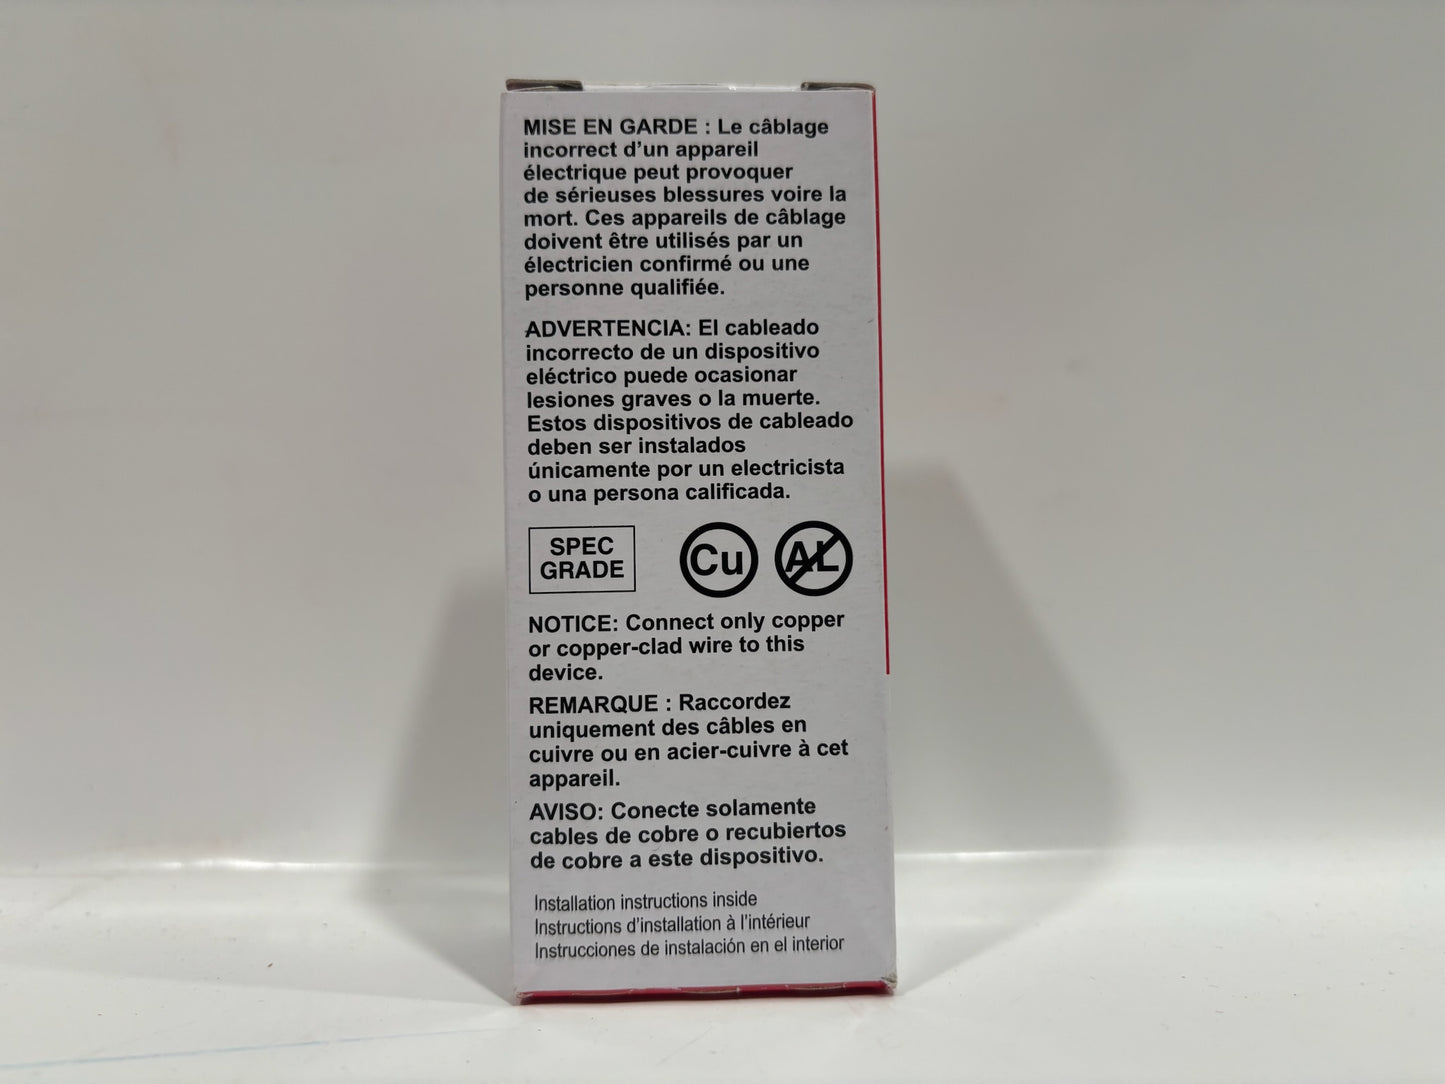 MISE EN GARDE : Le câblage
incorrect d'un appareil
électrique peut provoquer
de sérieuses blessures voire la
mort. Ces appareils de câblage
doivent être utilisés par un
électricien confirmé ou une
personne qualifiée.
ADVERTENCIA: El cableado
incorrecto de un dispositivo
eléctrico puede ocasionar
lesiones graves o la muerte.
Estos dispositivos de cableado
deben ser instalados
únicamente por un electricista
o una persona calificada.
SPEC
GRADE
Cu
AL
NOTICE: Connect only copper
or copper-clad wire to this
device.
REMARQUE : Raccordez
uniquement des câbles en
cuivre ou en acier-cuivre à cet
appareil.
AVISO: Conecte solamente
cables de cobre o recubiertos
de cobre a este dispositivo.
Installation instructions inside
Instructions d'installation à l'intérieur
Instrucciones de instalación en el interior